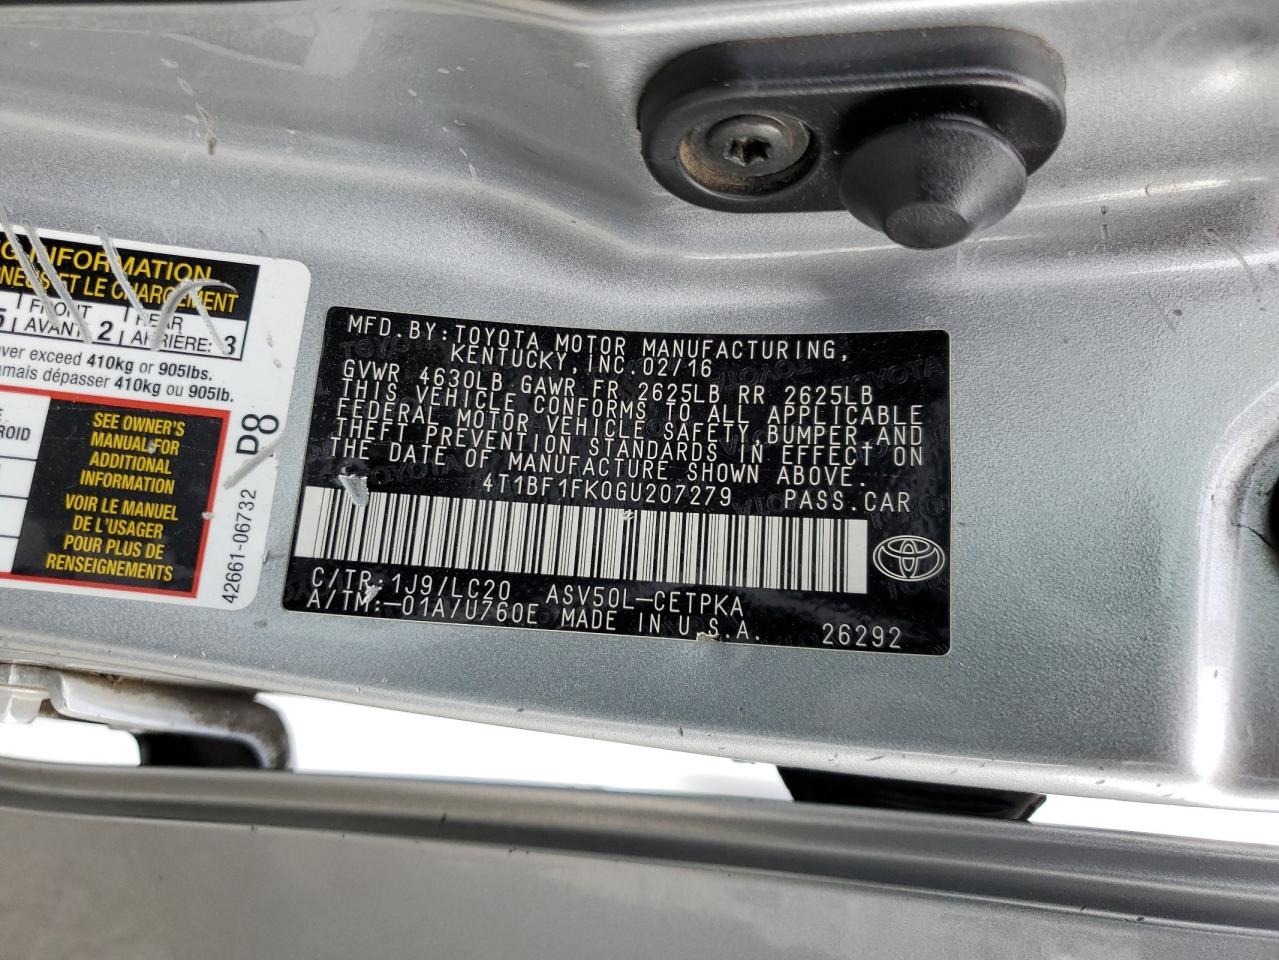 G INFORMATION
PNEUS ET LE CHARGEMENT
5 FRONT REAR
AVANT: 2 ARRIÈRE: 3
ver exceed 410kg or 905lbs.
amais dépasser 410kg ou 905lb.
E
ROID
SEE OWNER'S
MANUAL FOR
ADDITIONAL
INFORMATION
VOIR LE MANUEL
DE L'USAGER
POUR PLUS DE
RENSEIGNEMENTS
D8
42661-06732
MFD.BY:TOYOTA MOTOR MANUFACTURING,
KENTUCKY,INC.02/16
GVWR 4630LB GAWR FR 2625LB RR 2625LB
THIS VEHICLE CONFORMS TO ALL APPLICABLE
FEDERAL MOTOR VEHICLE SAFETY,BUMPER,AND
THEFT PREVENTION STANDARDS IN EFFECT ON
THE DATE OF MANUFACTURE SHOWN ABOVE.
4T1BF1FK0GU207279 PASS.CAR
C/TR:1J9/LC20 ASV50L-CETPKA
A/TM:-01A/U760E MADE IN U.S.A. 26292